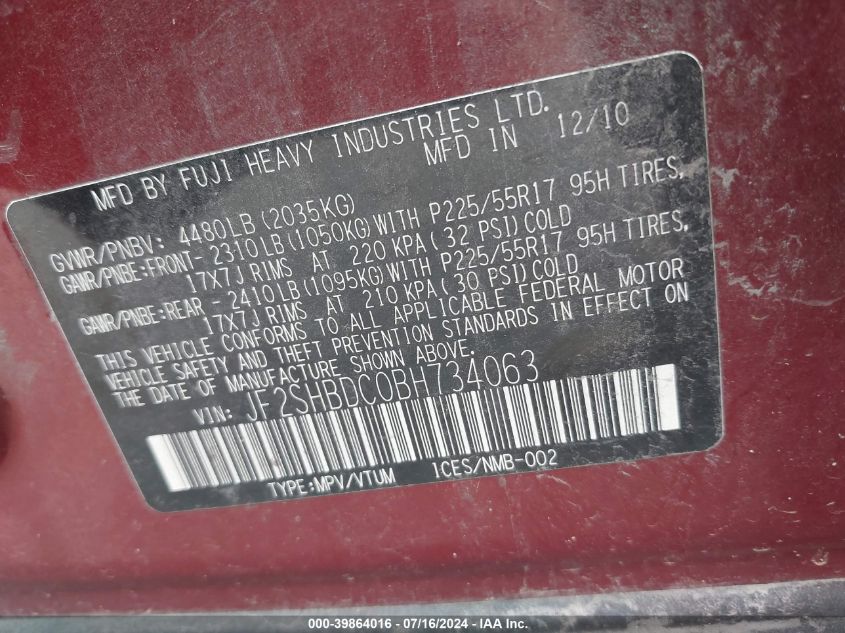 MFD BY FUJI HEAVY INDUSTRIES LTD.
MFD IN 12/10
GVWR/PNBV: 4480LB(2035KG)
GAWR/PNBE:FRONT- 2310LB(1050KG)WITH P225/55R17 95H TIRES,
17X7J RIMS AT 220 KPA(32 PSI)COLD
GAWR/PNBE:REAR - 2410LB(1095KG)WITH P225/55R17 95H TIRES,
17X7J RIMS AT 210 KPA(30 PSI)COLD
THIS VEHICLE CONFORMS TO ALL APPLICABLE FEDERAL MOTOR
VEHICLE SAFETY AND THEFT PREVENTION STANDARDS IN EFFECT ON
THE DATE OF MANUFACTURE SHOWN ABOVE.
VIN: JF2SHBDC0BH734063
TYPE:MPV/VTUM ICES/NMB-002
000-39864016 - 07/16/2024 - IAA Inc.